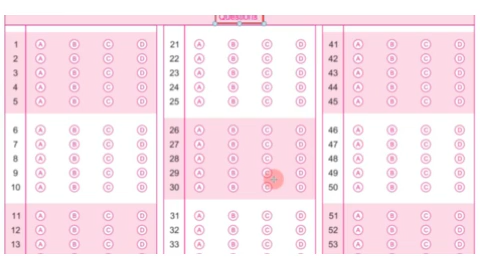 Questions
1 A B C D 21 A B C D 41 A B C D
2 A B C D 22 A B C D 42 A B C D
3 A B C D 23 A B C D 43 A B C D
4 A B C D 24 A B C D 44 A B C D
5 A B C D 25 A B C D 45 A B C D
6 A B C D 26 A B C D 46 A B C D
7 A B C D 27 A B C D 47 A B C D
8 A B C D 28 A B C D 48 A B C D
9 A B C D 29 A B C D 49 A B C D
10 A B C D 30 A B C D 50 A B C D
11 A B C D 31 A B C D 51 A B C D
12 A B C D 32 A B C D 52 A B C D
13 A B C D 33 A B C D 53 A B C D